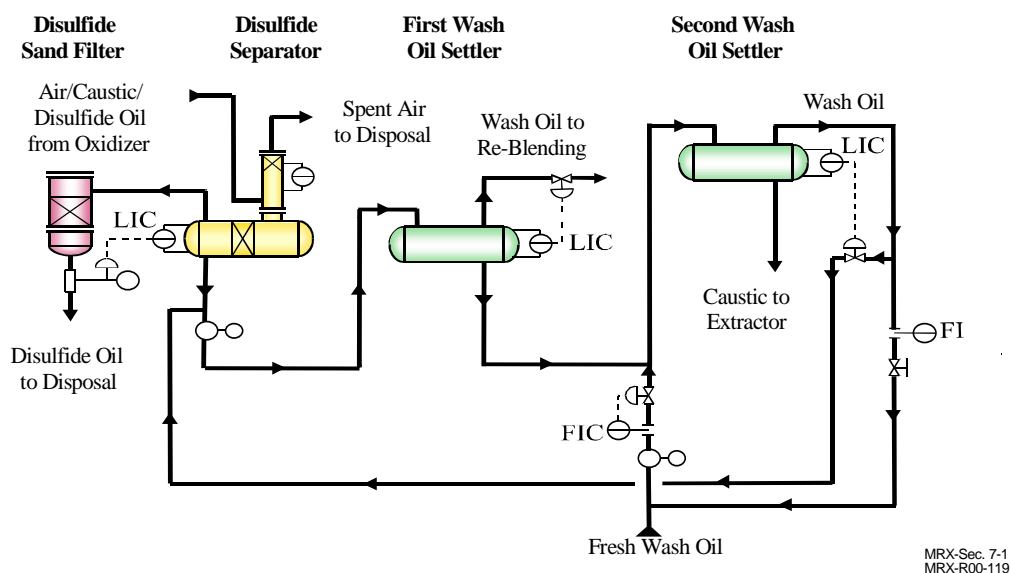 Disulfide
Sand Filter
Disulfide
Separator
First Wash
Oil Settler
Second Wash
Oil Settler
Air/Caustic/
Disulfide Oil
from Oxidizer
Spent Air
to Disposal
Wash Oil to
Re-Blending
Wash Oil
LIC
LIC
LIC
Caustic to
Extractor
FI
Disulfide Oil
to Disposal
FIC
Fresh Wash Oil
MRX-Sec. 7-1
MRX-R00-119